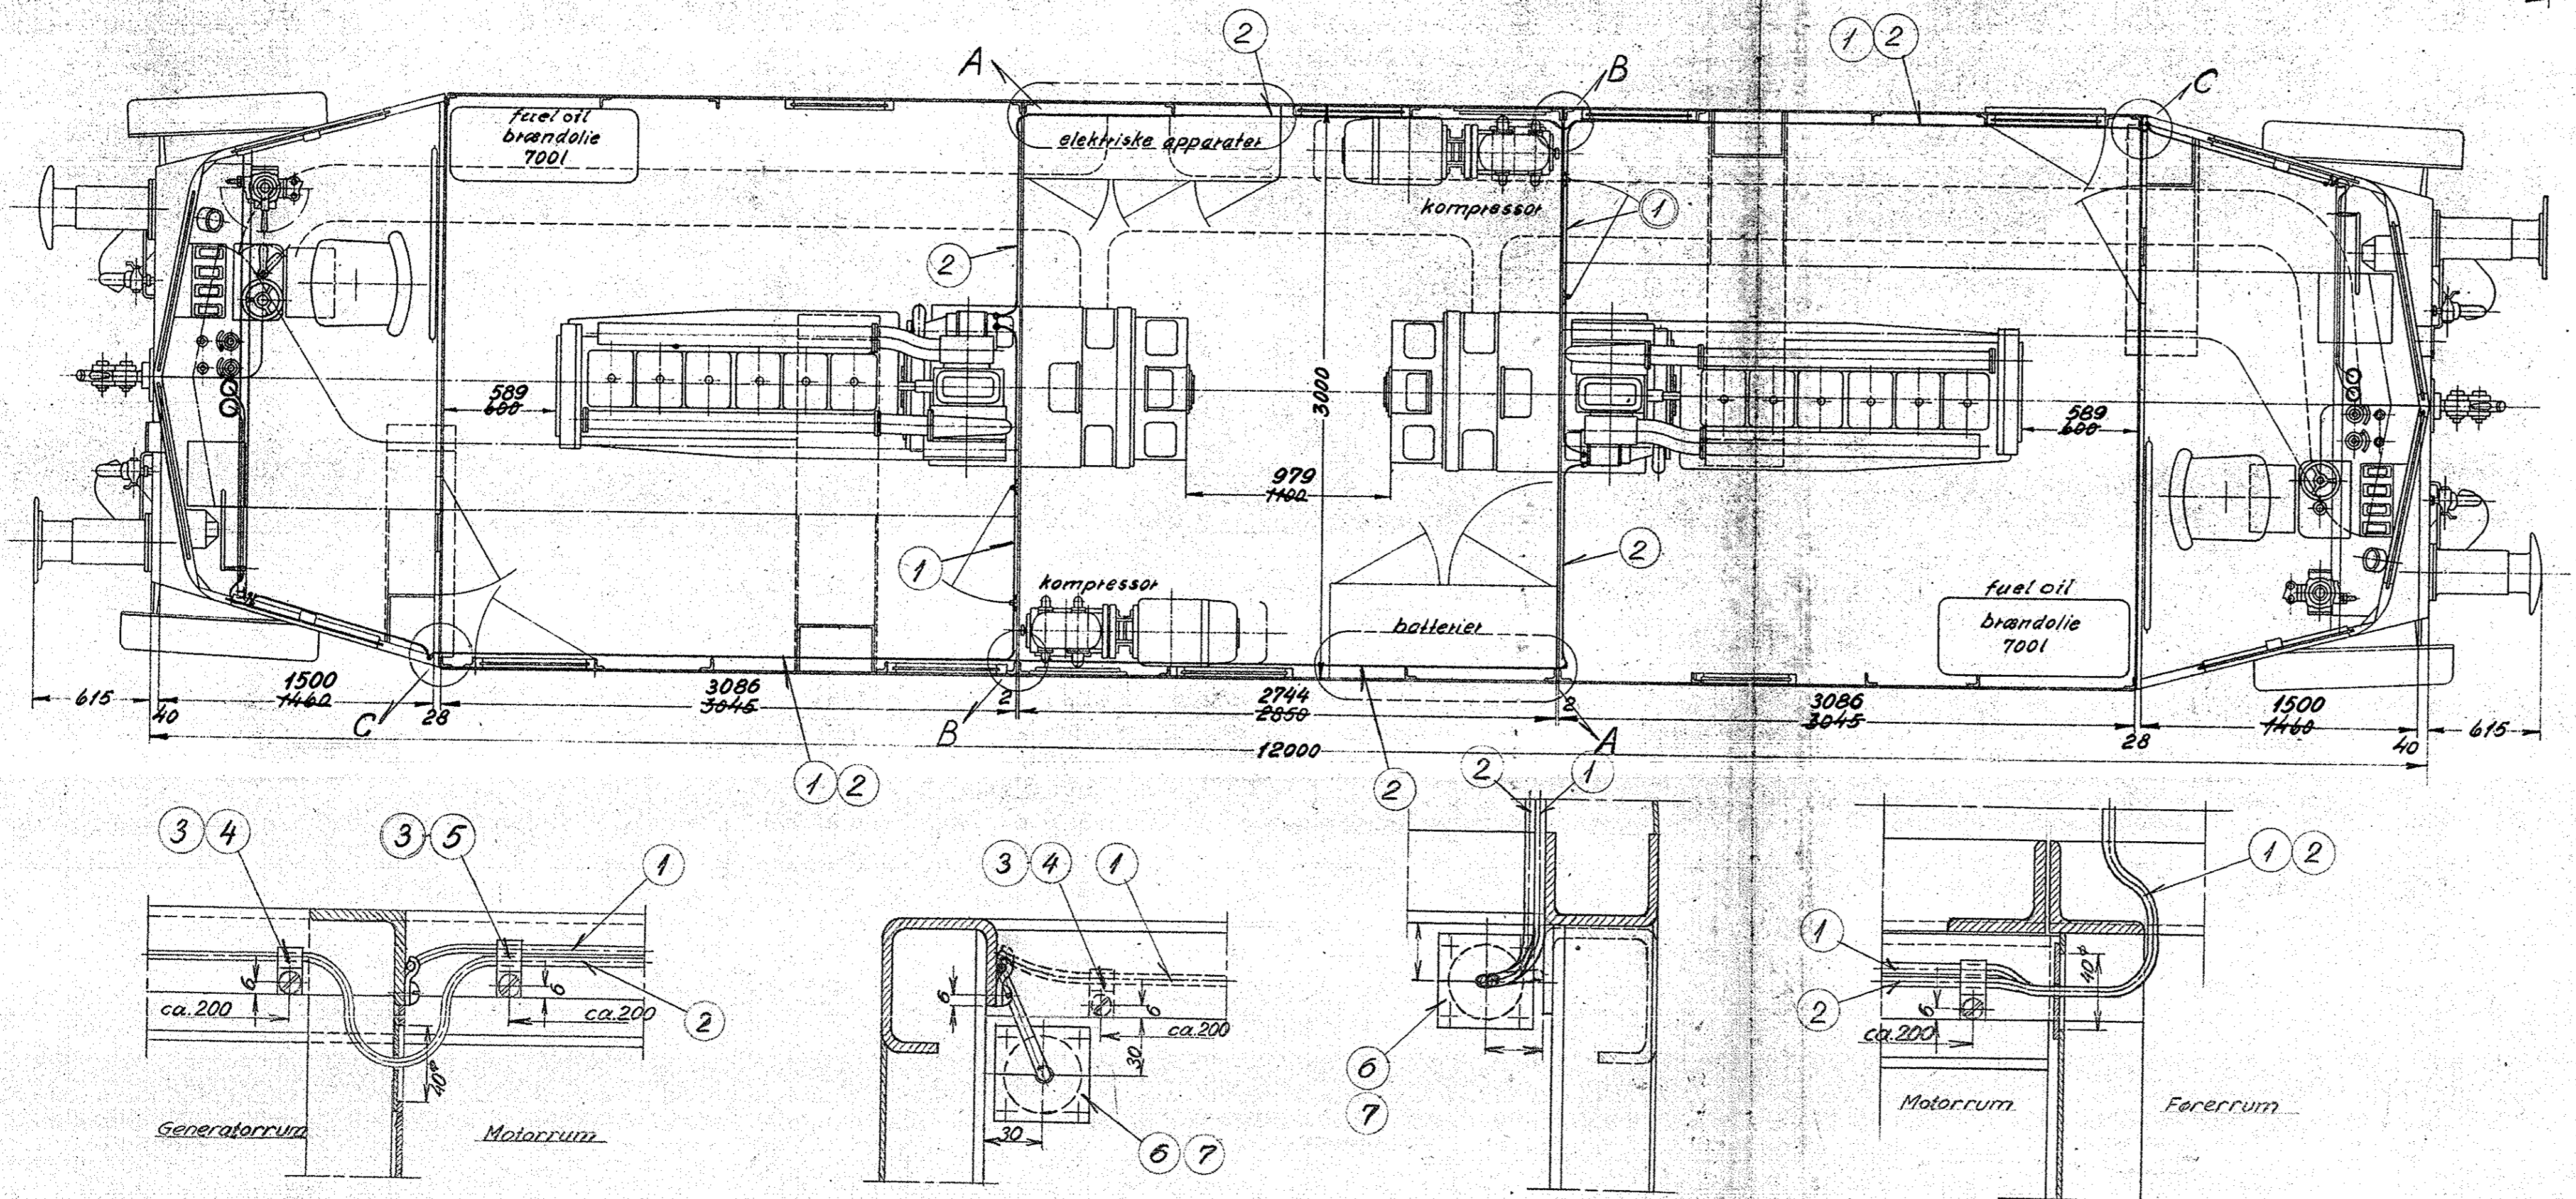 2
1 2
A
B
C
fuel oil
brændolie
700l
elektriske apparater
kompressor
1
2
589
600
3000
589
600
979
1100
1
2
kompressor
batterier
fuel oil
brændolie
700l
615
40
1500
1460
28
3086
3045
2
2744
2850
2
3086
3045
28
1500
1460
40
615
C
B
A
12000
1 2
2
2
1
3 4
3 5
1
6
ca.200
6
ca.200
2
40ø
Generatorrum
Motorrum
3 4
1
6
6
ca.200
30
30
6 7
6
7
1 2
1
2
6
ca.200
40ø
Motorrum
Førerrum